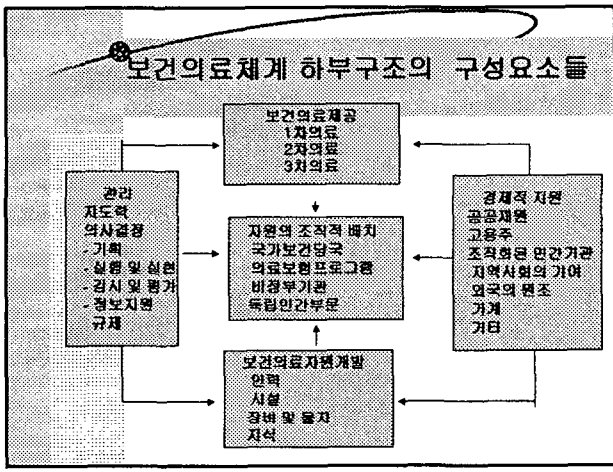 보건의료체계 하부구조의 구성요소들
보건의료제공
1차의료
2차의료
3차의료
관리
지도력
의사결정
-기획
-실행 및 실현
-감시 및 평가
-정보지원
규제
자원의 조직적 배치
국가보건당국
의료보험프로그램
비정부기관
독립민간부문
경제적 지원
공공재원
고용주
조직화된 민간기관
지역사회의 기여
외국의 원조
가계
기타
보건의료자원개발
인력
시설
장비 및 물자
지식